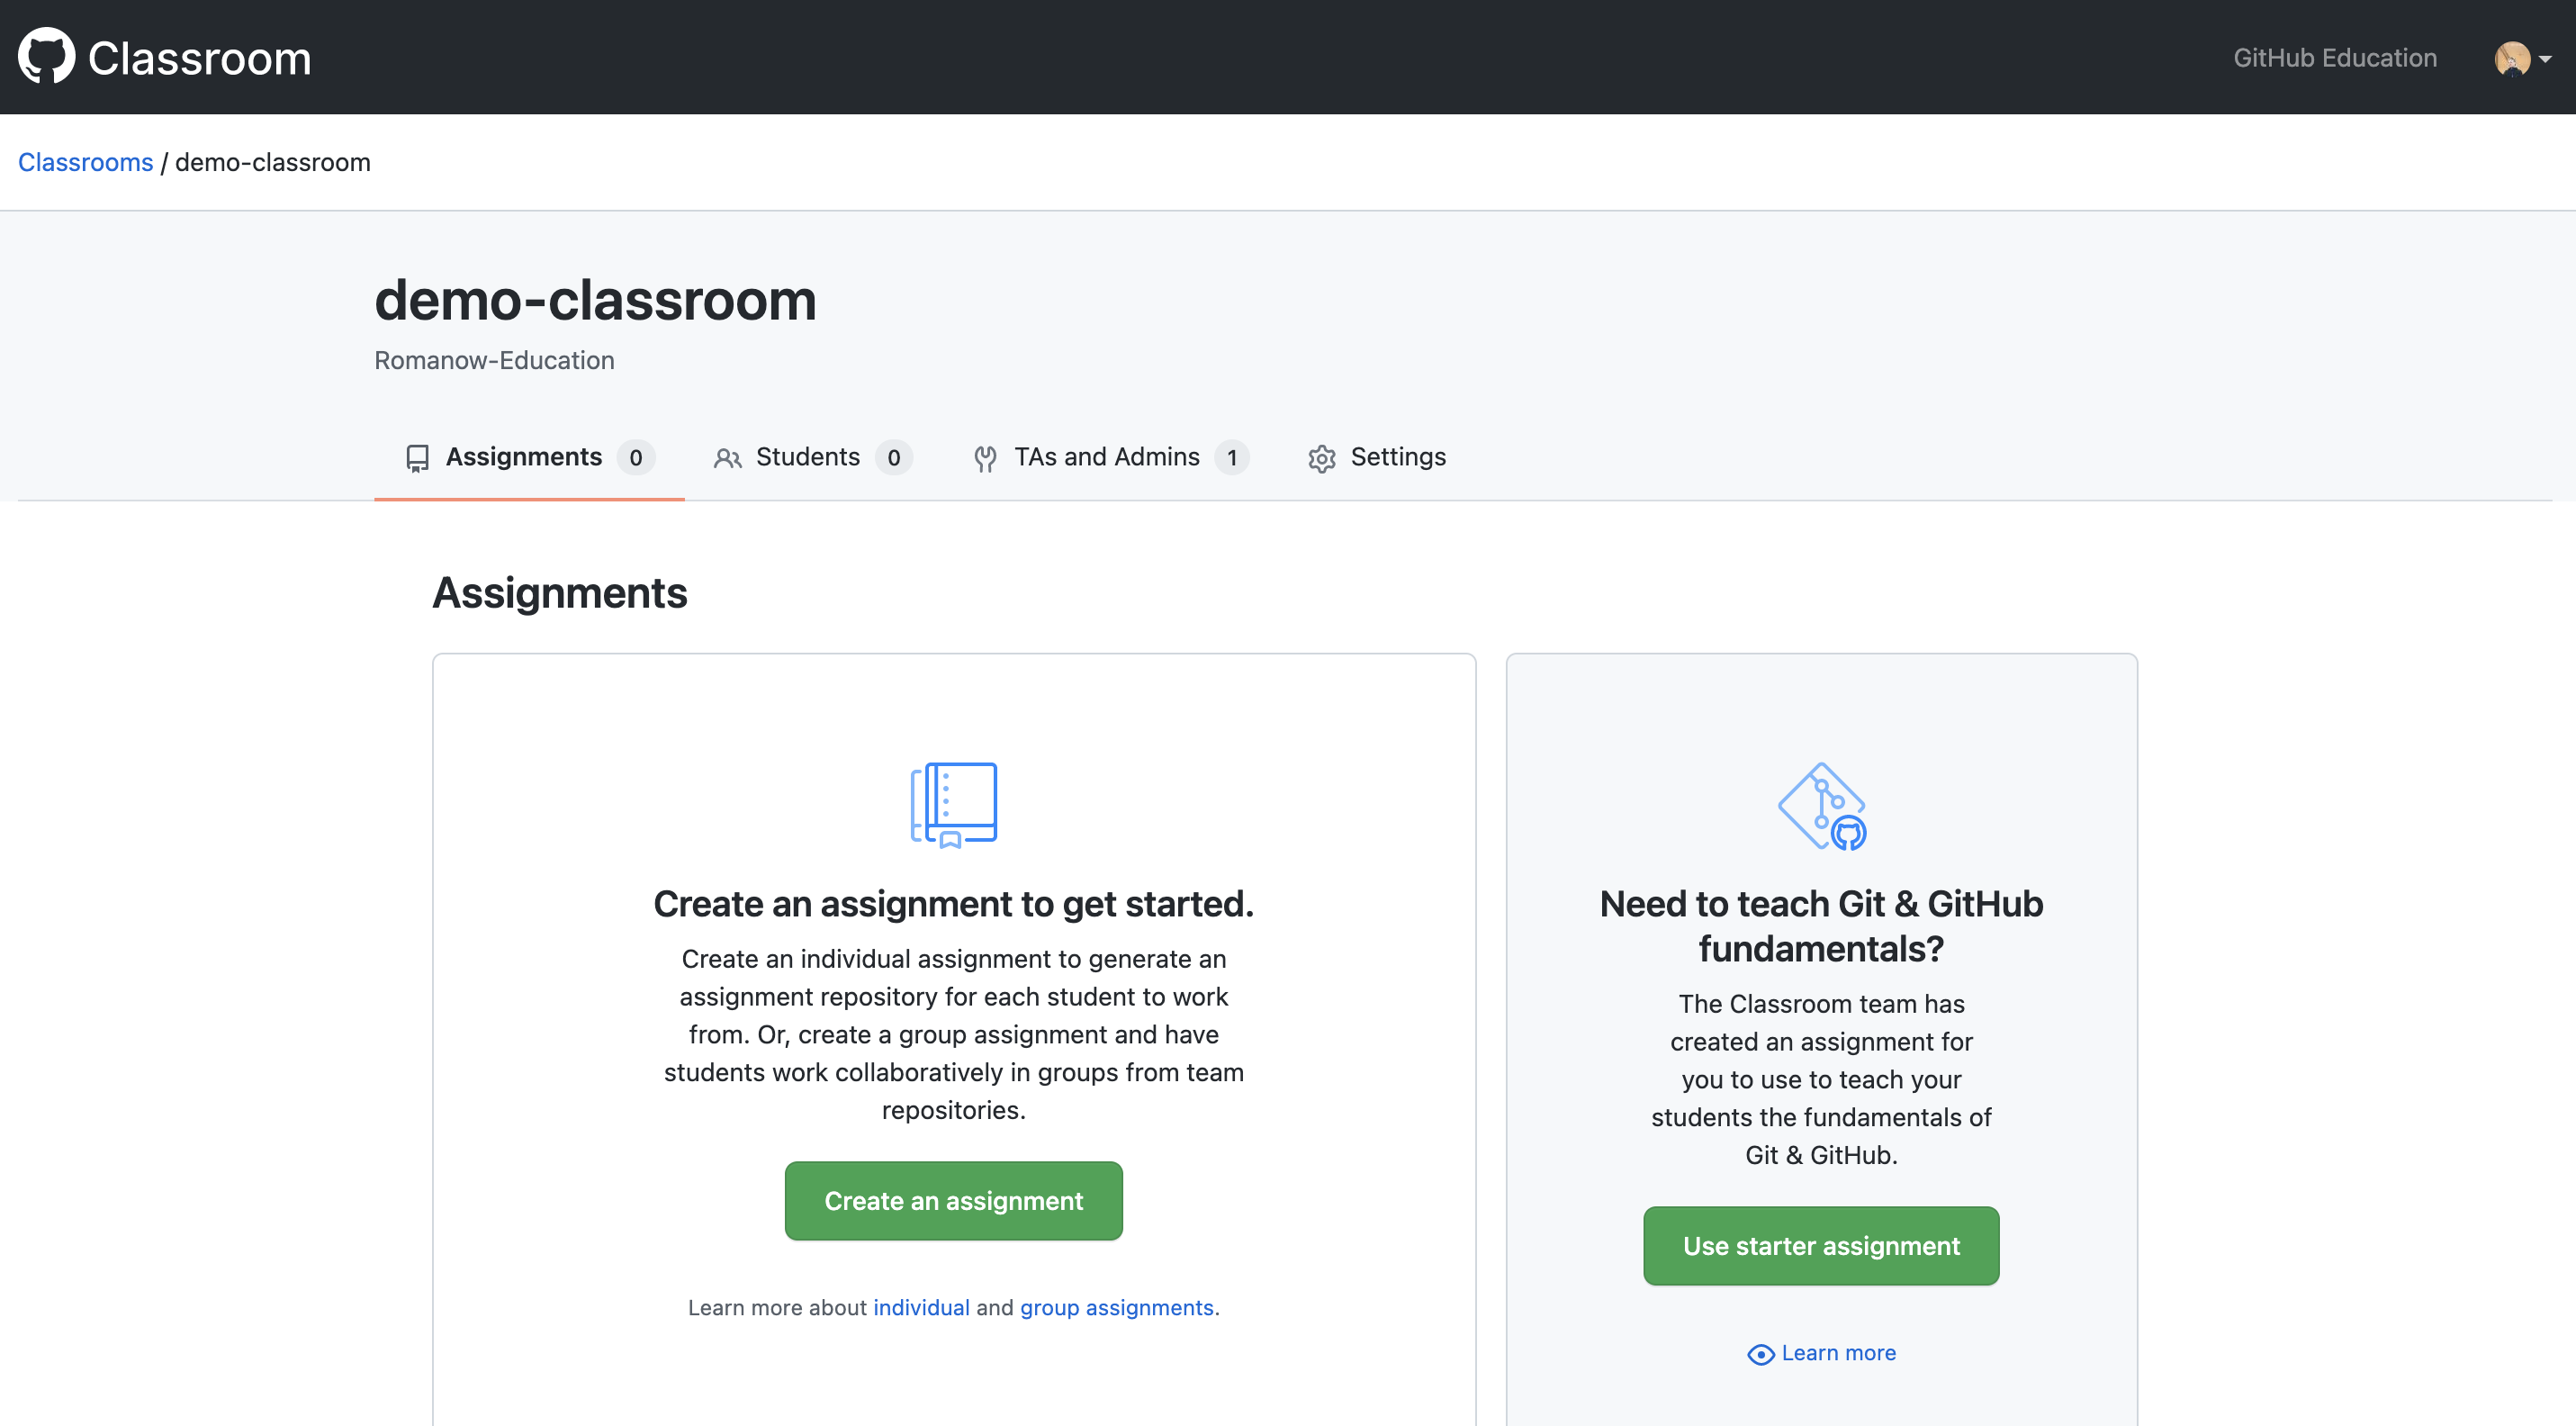 Classroom
GitHub Education
Classrooms / demo-classroom
demo-classroom
Romanow-Education
Assignments 0 Students 0 TAs and Admins 1 Settings
Assignments
Create an assignment to get started.
Create an individual assignment to generate an
assignment repository for each student to work
from. Or, create a group assignment and have
students work collaboratively in groups from team
repositories.
Create an assignment
Learn more about individual and group assignments.
Need to teach Git & GitHub
fundamentals?
The Classroom team has
created an assignment for
you to use to teach your
students the fundamentals of
Git & GitHub.
Use starter assignment
Learn more